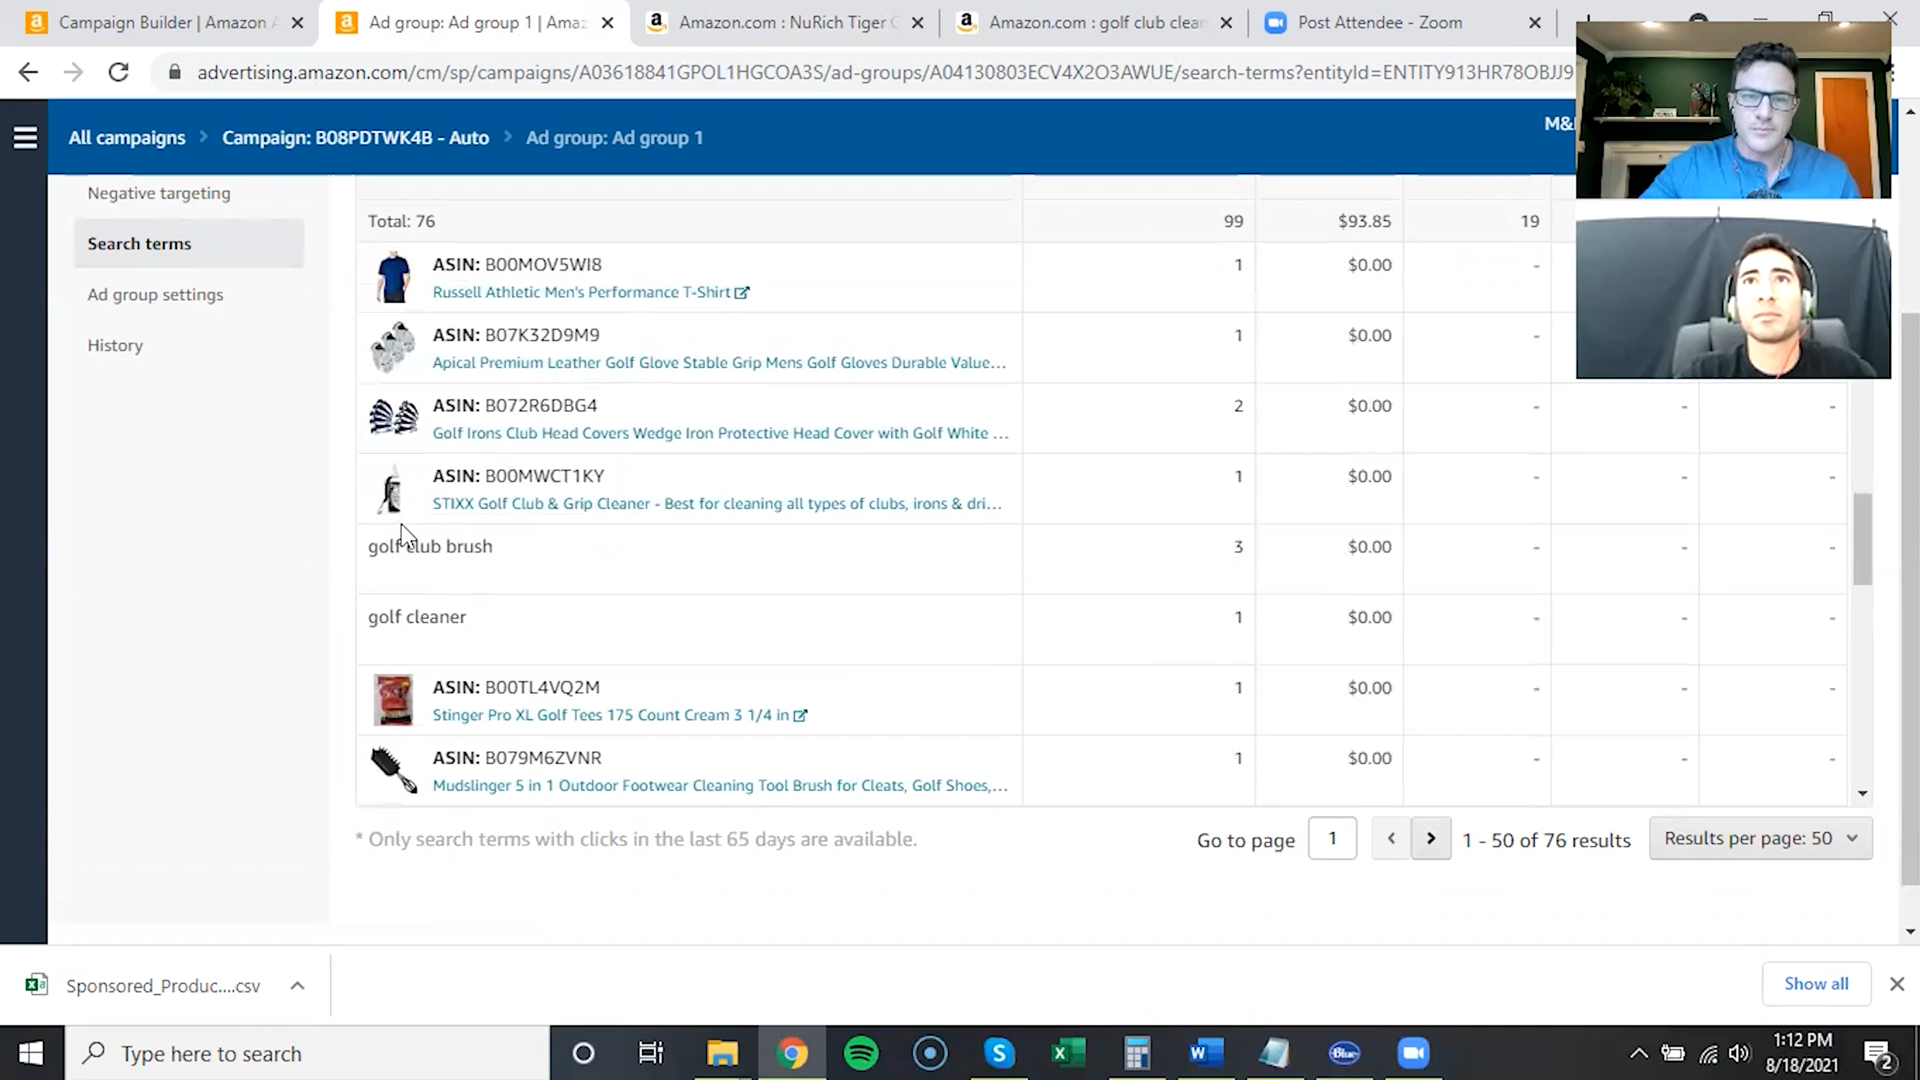 Campaign Builder | Amazon A
Ad group: Ad group 1 | Amaz
Amazon.com : NuRich Tiger G
Amazon.com : golf club clean
Post Attendee - Zoom
advertising.amazon.com/cm/sp/campaigns/A03618841GPOL1HGCOA3S/ad-groups/A04130803ECV4X2O3AWUE/search-terms?entityId=ENTITY913HR78OBJJ9
All campaigns > Campaign: B08PDTWK4B - Auto > Ad group: Ad group 1
M&
Negative targeting
Search terms
Ad group settings
History
Total: 76 99 $93.85 19
ASIN: B00MOV5WI8 1 $0.00 -
Russell Athletic Men's Performance T-Shirt
ASIN: B07K32D9M9 1 $0.00 -
Apical Premium Leather Golf Glove Stable Grip Mens Golf Gloves Durable Value...
ASIN: B072R6DBG4 2 $0.00 - - -
Golf Irons Club Head Covers Wedge Iron Protective Head Cover with Golf White ...
ASIN: B00MWCT1KY 1 $0.00 - - -
STIXX Golf Club & Grip Cleaner - Best for cleaning all types of clubs, irons & dri...
golf club brush 3 $0.00 - - -
golf cleaner 1 $0.00 - - -
ASIN: B00TL4VQ2M 1 $0.00 - - -
Stinger Pro XL Golf Tees 175 Count Cream 3 1/4 in
ASIN: B079M6ZVNR 1 $0.00 - - -
Mudslinger 5 in 1 Outdoor Footwear Cleaning Tool Brush for Cleats, Golf Shoes,...
* Only search terms with clicks in the last 65 days are available.
Go to page 1 < > 1 - 50 of 76 results Results per page: 50
Sponsored_Produc....csv
Show all
Type here to search
Blue
1:12 PM
8/18/2021
2